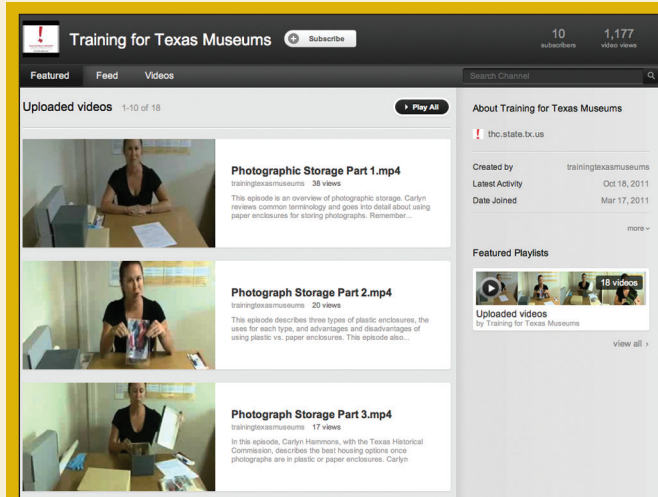 Training for Texas Museums
Subscribe
10
subscribers
1,177
video views
Featured
Feed
Videos
Search Channel
Uploaded videos 1-10 of 18
Play All
Photographic Storage Part 1.mp4
trainingtexasmuseums 38 views
This episode is an overview of photographic storage. Carlyn
reviews common terminology and goes into detail about using
paper enclosures for storing photographs. Remember...
Photograph Storage Part 2.mp4
trainingtexasmuseums 20 views
This episode describes three types of plastic enclosures, the
uses for each type, and advantages and disadvantages of
using plastic vs. paper enclosures. This episode also...
Photograph Storage Part 3.mp4
trainingtexasmuseums 17 views
In this episode, Carlyn Hammons, with the Texas Historical
Commission, describes the best housing options once
photographs are in plastic or paper enclosures. Carlyn
About Training for Texas Museums
thc.state.tx.us
Created by trainingtexasmuseums
Latest Activity Oct 18, 2011
Date Joined Mar 17, 2011
more
Featured Playlists
18 videos
Uploaded videos
by Training for Texas Museums
view all